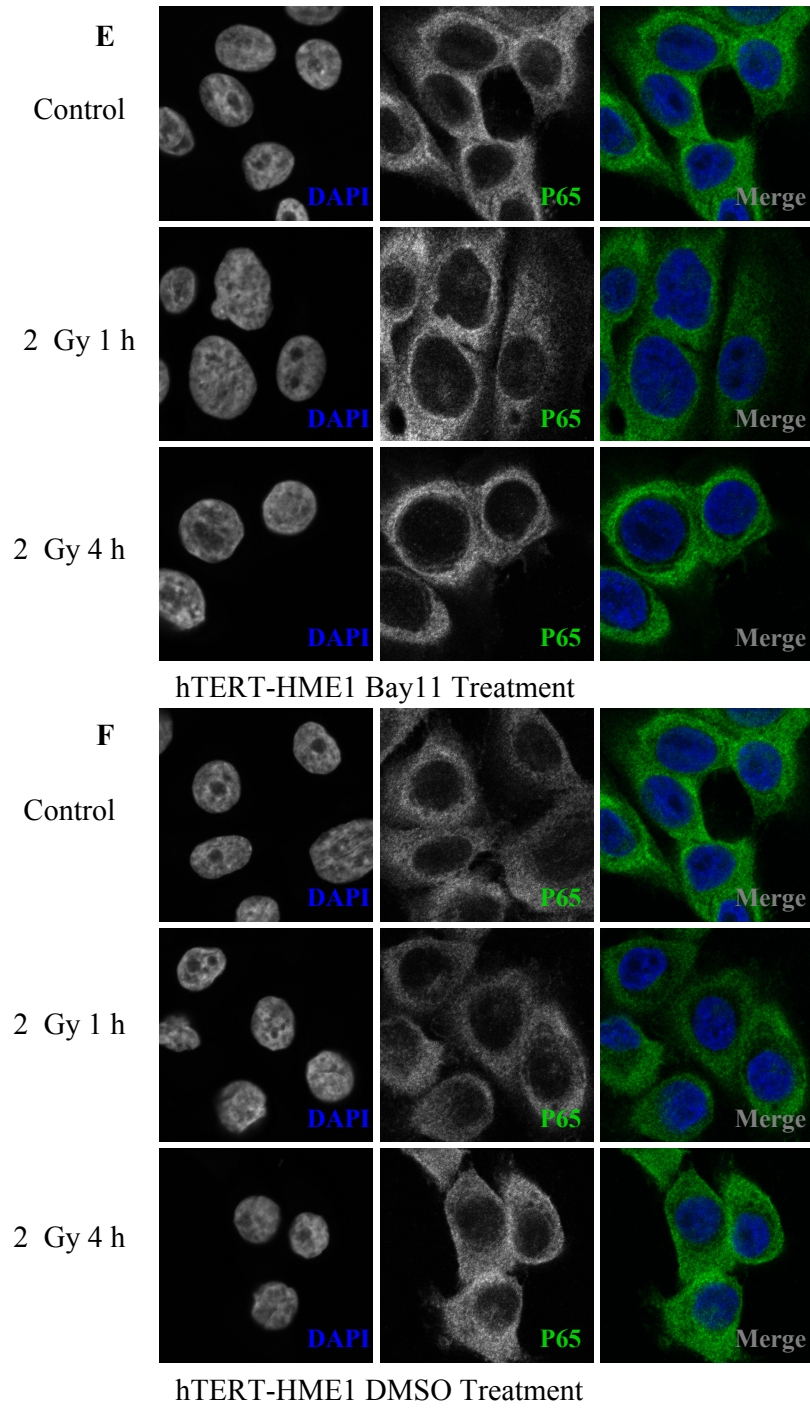 E
Control
DAPI P65 Merge
2 Gy 1 h
DAPI P65 Merge
2 Gy 4 h
DAPI P65 Merge
hTERT-HME1 Bay11 Treatment
F
Control
DAPI P65 Merge
2 Gy 1 h
DAPI P65 Merge
2 Gy 4 h
DAPI P65 Merge
hTERT-HME1 DMSO Treatment